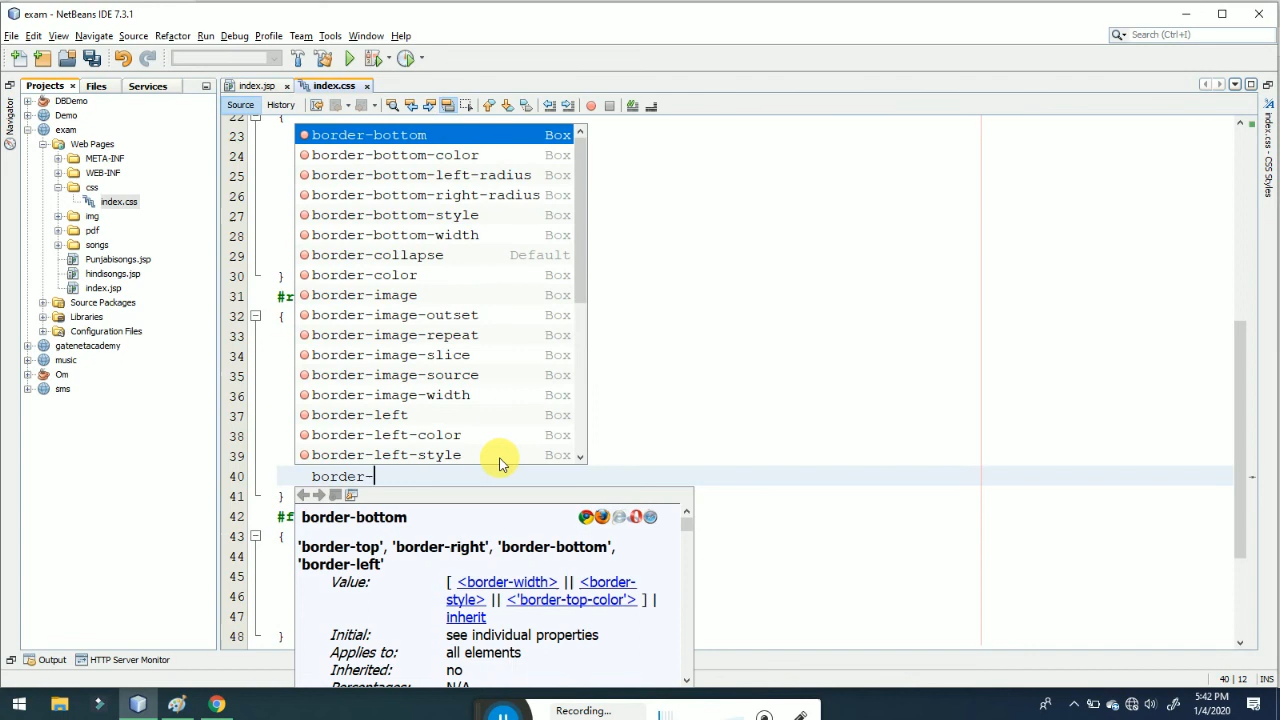 exam - NetBeans IDE 7.3.1
File Edit View Navigate Source Refactor Run Debug Profile Team Tools Window Help
Search (Ctrl+I)
Projects × Files Services
index.jsp × index.css ×
Navigator
Source History
DBDemo
Demo
exam
Web Pages
META-INF
WEB-INF
css
index.css
img
pdf
songs
Punjabisongs.jsp
hindisongs.jsp
index.jsp
Source Packages
Libraries
Configuration Files
gatenetacademy
music
Om
sms
22 {
23
24
25
26
27
28
29
30 }
31 #r
32 {
33
34
35
36
37
38
39
40 border-
41 }
42 #f
43 {
44
45
46
47
48 }
border-bottom Box
border-bottom-color Box
border-bottom-left-radius Box
border-bottom-right-radius Box
border-bottom-style Box
border-bottom-width Box
border-collapse Default
border-color Box
border-image Box
border-image-outset Box
border-image-repeat Box
border-image-slice Box
border-image-source Box
border-image-width Box
border-left Box
border-left-color Box
border-left-style Box
border-bottom
'border-top', 'border-right', 'border-bottom',
'border-left'
Value: [ <border-width> || <border-
style> || <'border-top-color'> ] |
inherit
Initial: see individual properties
Applies to: all elements
Inherited: no
Percentages: N/A
index.css - CSS Styles
Output HTTP Server Monitor
40 | 12 INS
Recording...
5:42 PM
1/4/2020